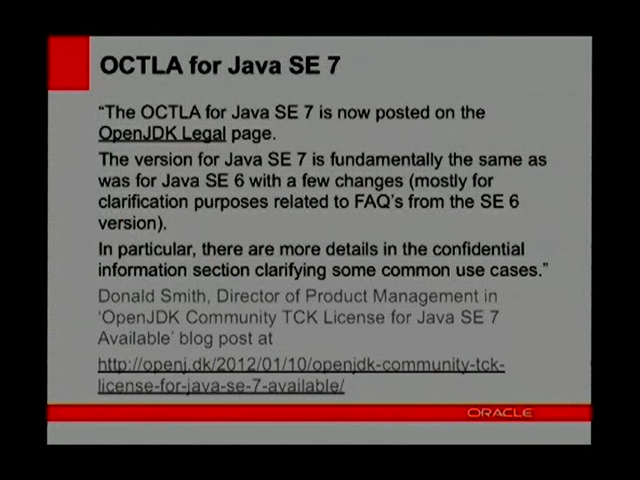 OCTLA for Java SE 7
“The OCTLA for Java SE 7 is now posted on the
OpenJDK Legal page.
The version for Java SE 7 is fundamentally the same as
was for Java SE 6 with a few changes (mostly for
clarification purposes related to FAQ’s from the SE 6
version).
In particular, there are more details in the confidential
information section clarifying some common use cases.”
Donald Smith, Director of Product Management in
‘OpenJDK Community TCK License for Java SE 7
Available’ blog post at
http://openj.dk/2012/01/10/openjdk-community-tck-
license-for-java-se-7-available/
ORACLE